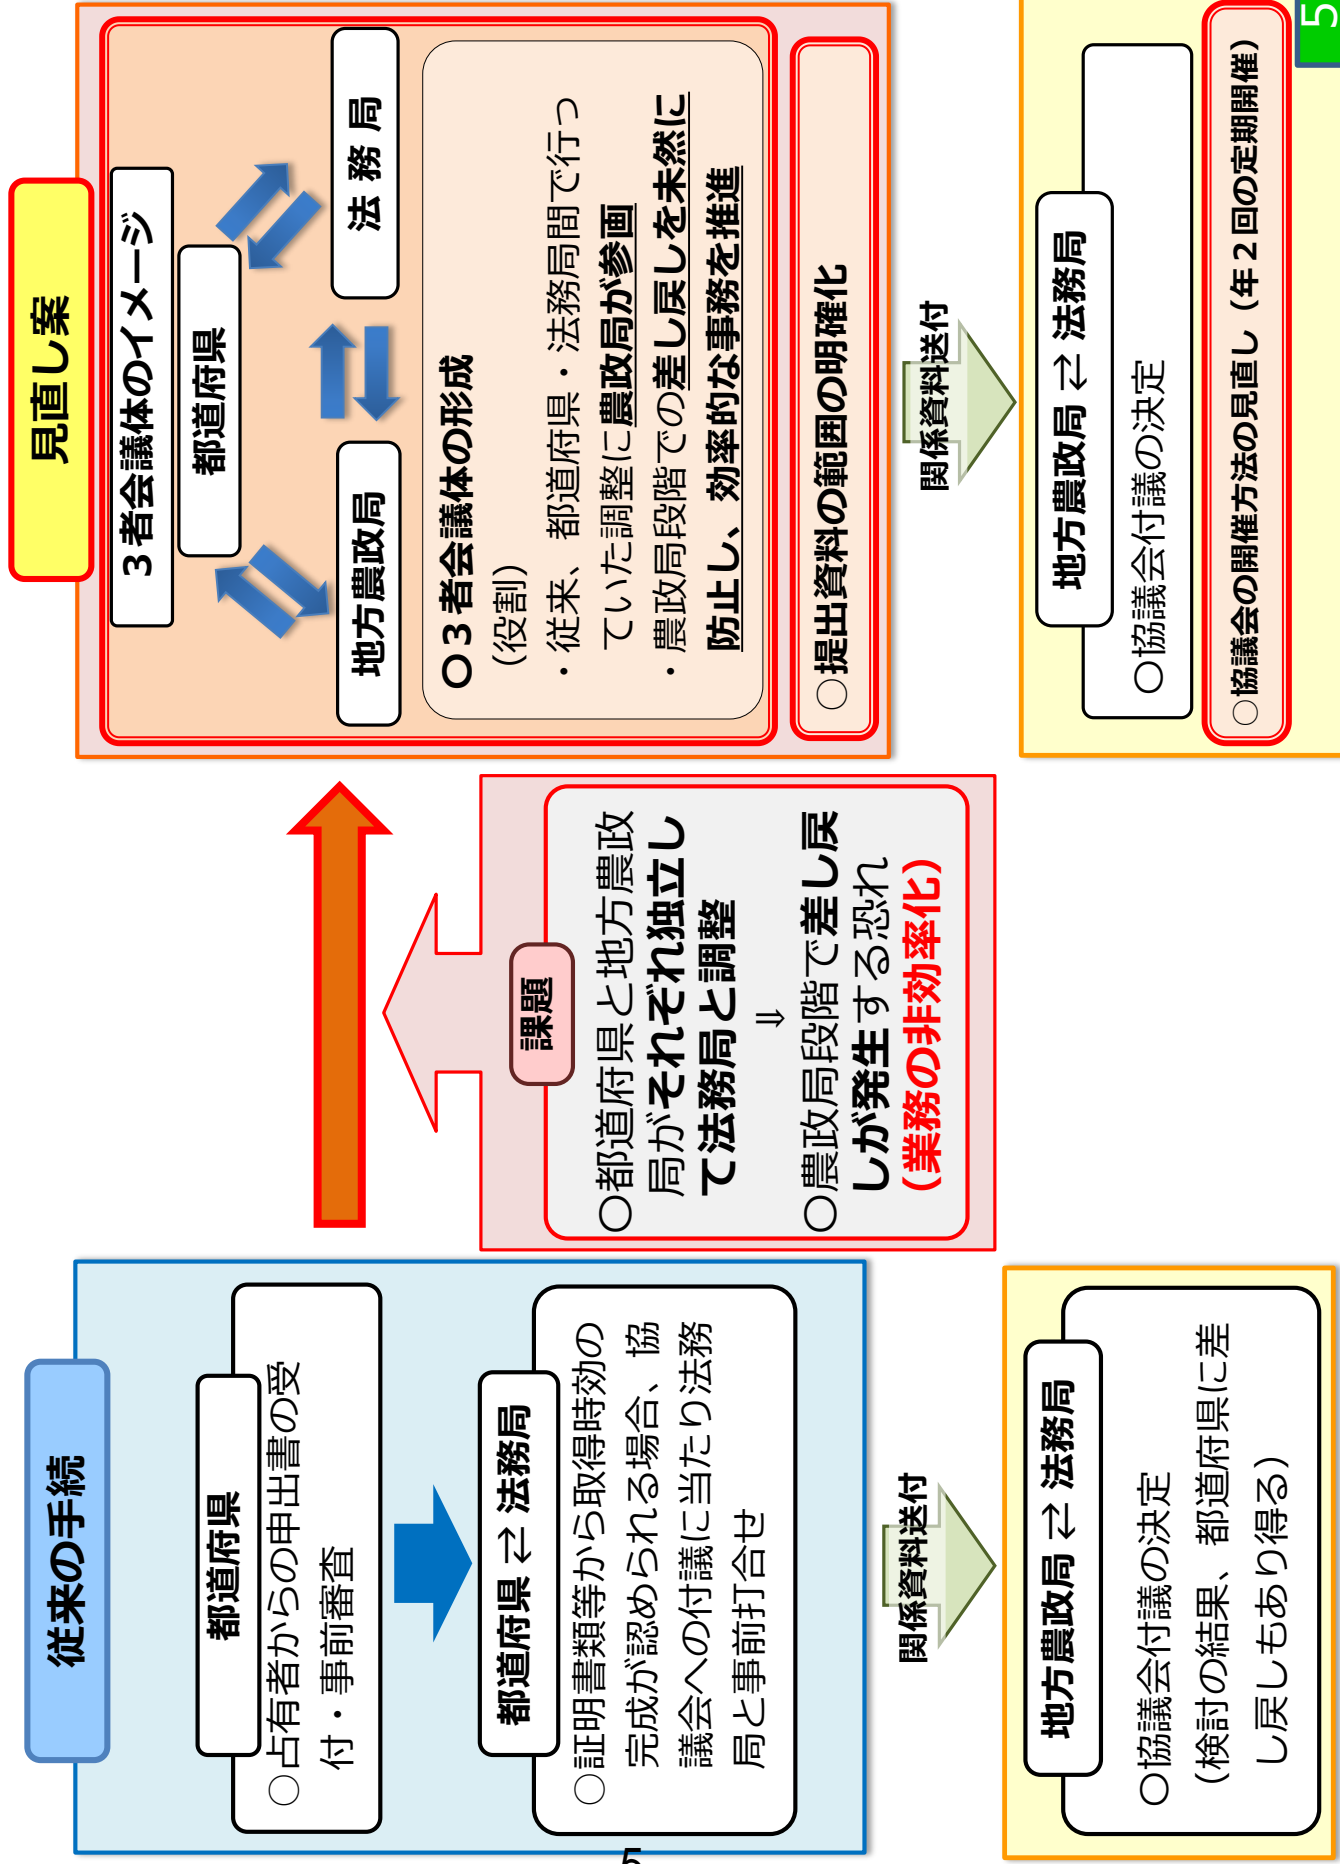 従来の手続
都道府県
○占有者からの申出書の受
付・事前審査
都道府県 ⇄ 法務局
○証明書類等から取得時効の
完成が認められる場合、協
議会への付議に当たり法務
局と事前打合せ
関係資料送付
地方農政局 ⇄ 法務局
○協議会付議の決定
（検討の結果、都道府県に差
し戻しもあり得る）
課題
○都道府県と地方農政
局がそれぞれ独立し
て法務局と調整
⇓
○農政局段階で差し戻
しが発生する恐れ
（業務の非効率化）
見直し案
３者会議体のイメージ
都道府県
地方農政局
法 務 局
○３者会議体の形成
（役割）
・従来、都道府県・法務局間で行っ
ていた調整に農政局が参画
・農政局段階での差し戻しを未然に
防止し、効率的な事務を推進
○提出資料の範囲の明確化
関係資料送付
地方農政局 ⇄ 法務局
○協議会付議の決定
○協議会の開催方法の見直し（年２回の定期開催）
5
5